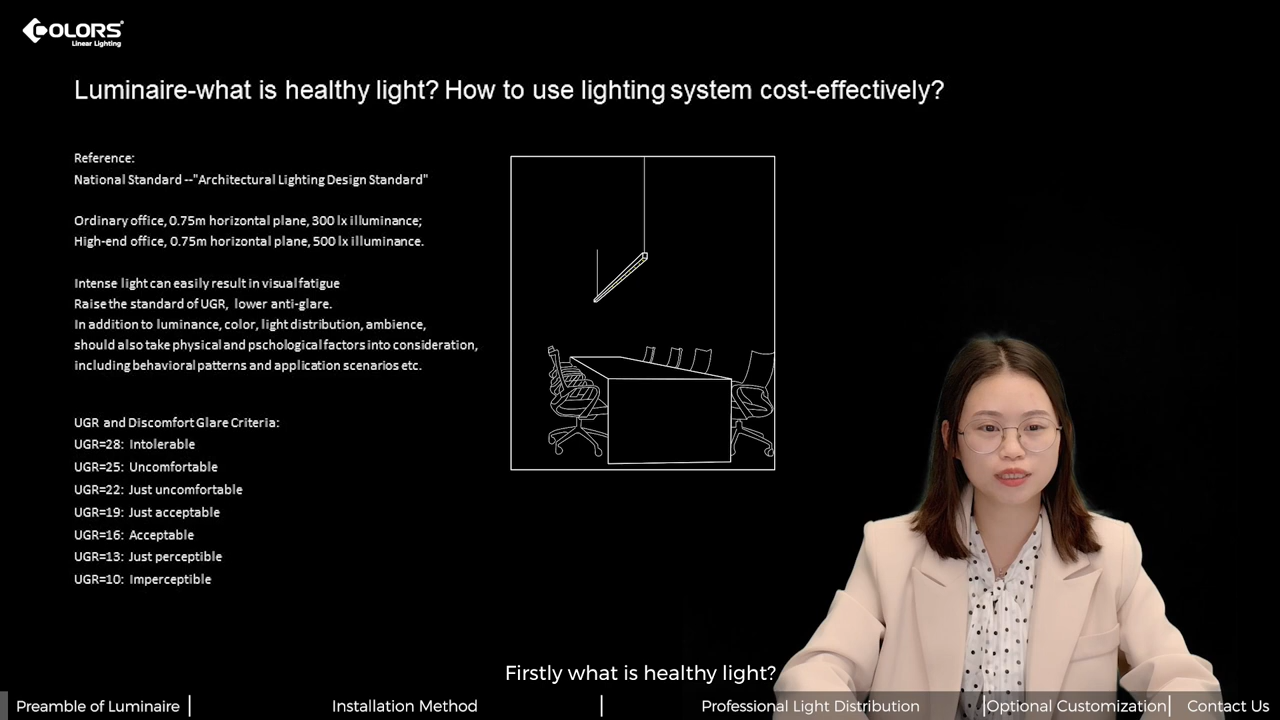 COLORS®
Linear Lighting
Luminaire-what is healthy light? How to use lighting system cost-effectively?
Reference:
National Standard --"Architectural Lighting Design Standard"
Ordinary office, 0.75m horizontal plane, 300 lx illuminance;
High-end office, 0.75m horizontal plane, 500 lx illuminance.
Intense light can easily result in visual fatigue
Raise the standard of UGR, lower anti-glare.
In addition to luminance, color, light distribution, ambience,
should also take physical and pschological factors into consideration,
including behavioral patterns and application scenarios etc.
UGR and Discomfort Glare Criteria:
UGR=28: Intolerable
UGR=25: Uncomfortable
UGR=22: Just uncomfortable
UGR=19: Just acceptable
UGR=16: Acceptable
UGR=13: Just perceptible
UGR=10: Imperceptible
Firstly what is healthy light?
Preamble of Luminaire | Installation Method | Professional Light Distribution | Optional Customization | Contact Us